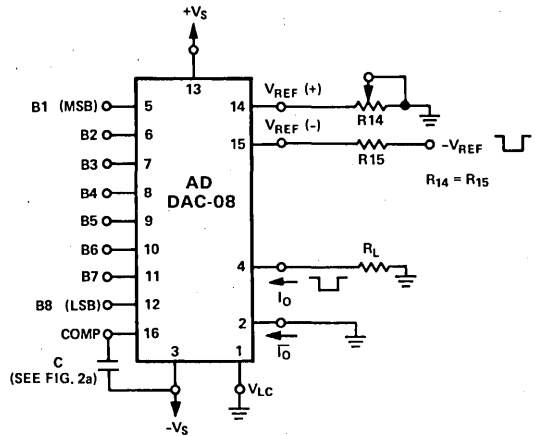 +VS
13
B1 (MSB) 5
B2 6
B3 7
B4 8
B5 9
B6 10
B7 11
B8 (LSB) 12
COMP 16
C
(SEE FIG. 2a)
AD
DAC-08
14 VREF (+)
R14
15 VREF (-)
R15
-VREF
R14 = R15
4
RL
IO
2
I̅O̅
3
1
VLC
-VS